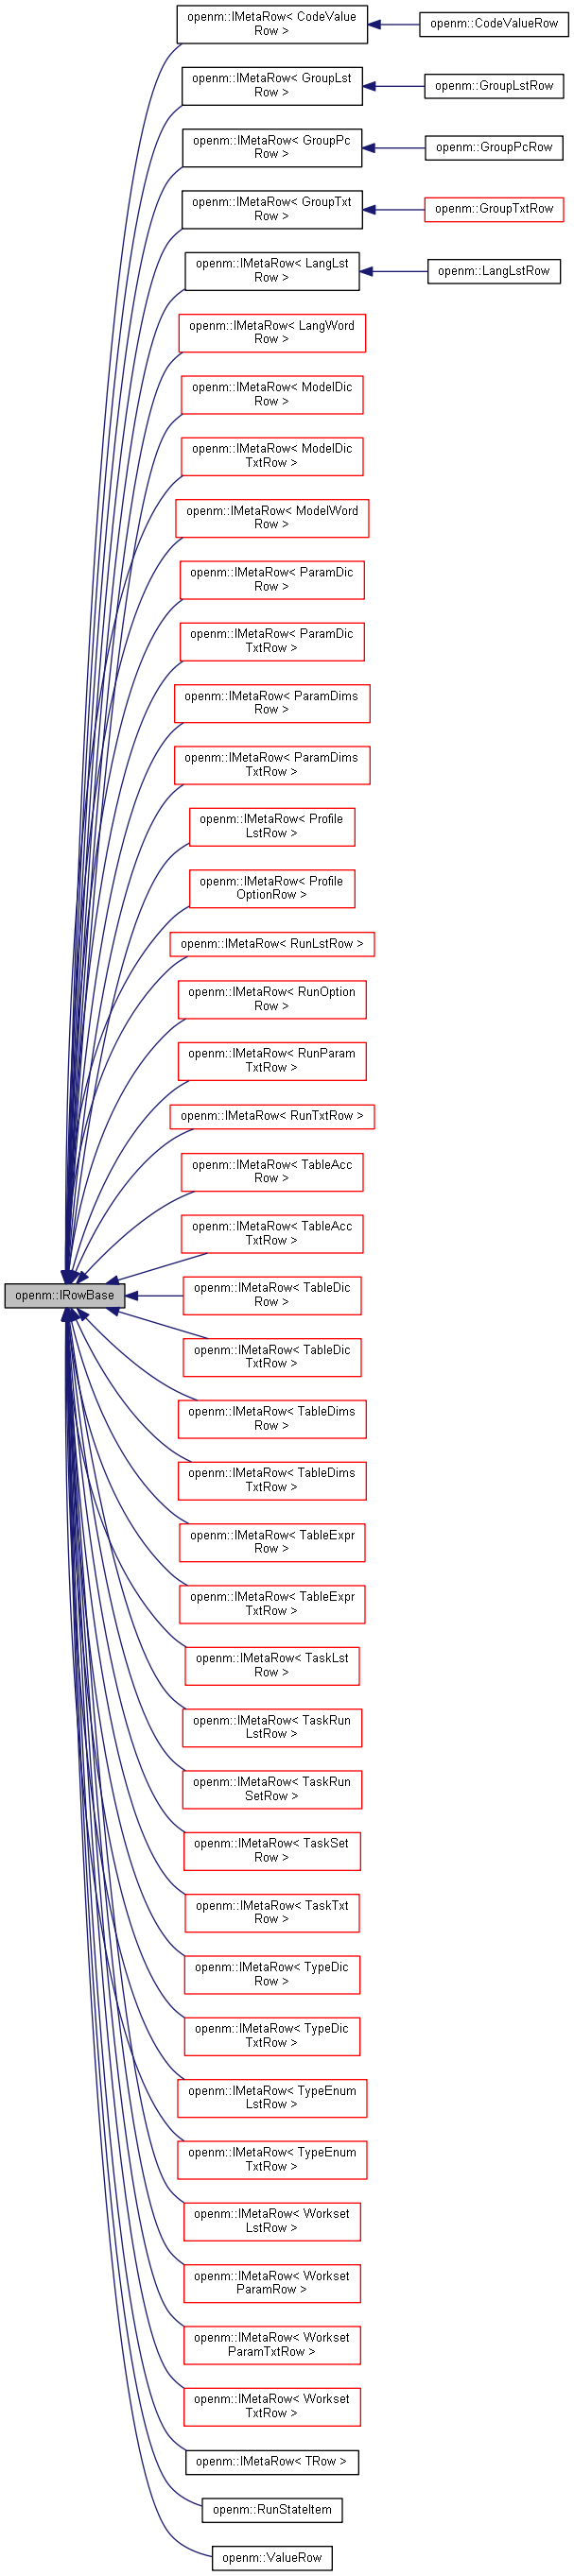 openm::IMetaRow< CodeValue
Row >
openm::CodeValueRow
openm::IMetaRow< GroupLst
Row >
openm::GroupLstRow
openm::IMetaRow< GroupPc
Row >
openm::GroupPcRow
openm::IMetaRow< GroupTxt
Row >
openm::GroupTxtRow
openm::IMetaRow< LangLst
Row >
openm::LangLstRow
openm::IMetaRow< LangWord
Row >
openm::IMetaRow< ModelDic
Row >
openm::IMetaRow< ModelDic
TxtRow >
openm::IMetaRow< ModelWord
Row >
openm::IMetaRow< ParamDic
Row >
openm::IMetaRow< ParamDic
TxtRow >
openm::IMetaRow< ParamDims
Row >
openm::IMetaRow< ParamDims
TxtRow >
openm::IMetaRow< Profile
LstRow >
openm::IMetaRow< Profile
OptionRow >
openm::IMetaRow< RunLstRow >
openm::IMetaRow< RunOption
Row >
openm::IMetaRow< RunParam
TxtRow >
openm::IMetaRow< RunTxtRow >
openm::IMetaRow< TableAcc
Row >
openm::IMetaRow< TableAcc
TxtRow >
openm::IRowBase
openm::IMetaRow< TableDic
Row >
openm::IMetaRow< TableDic
TxtRow >
openm::IMetaRow< TableDims
Row >
openm::IMetaRow< TableDims
TxtRow >
openm::IMetaRow< TableExpr
Row >
openm::IMetaRow< TableExpr
TxtRow >
openm::IMetaRow< TaskLst
Row >
openm::IMetaRow< TaskRun
LstRow >
openm::IMetaRow< TaskRun
SetRow >
openm::IMetaRow< TaskSet
Row >
openm::IMetaRow< TaskTxt
Row >
openm::IMetaRow< TypeDic
Row >
openm::IMetaRow< TypeDic
TxtRow >
openm::IMetaRow< TypeEnum
LstRow >
openm::IMetaRow< TypeEnum
TxtRow >
openm::IMetaRow< Workset
LstRow >
openm::IMetaRow< Workset
ParamRow >
openm::IMetaRow< Workset
ParamTxtRow >
openm::IMetaRow< Workset
TxtRow >
openm::IMetaRow< TRow >
openm::RunStateItem
openm::ValueRow